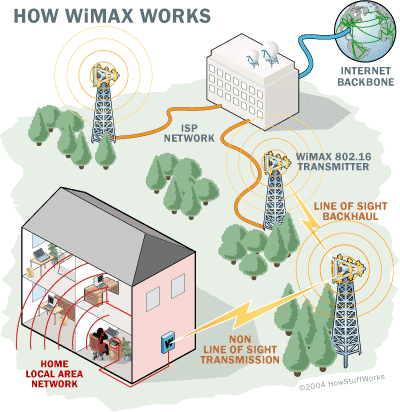 HOW WiMAX WORKS
INTERNET
BACKBONE
ISP
NETWORK
WiMAX 802.16
TRANSMITTER
LINE OF SIGHT
BACKHAUL
NON
LINE OF SIGHT
TRANSMISSION
HOME
LOCAL AREA
NETWORK
©2004 HowStuffWorks